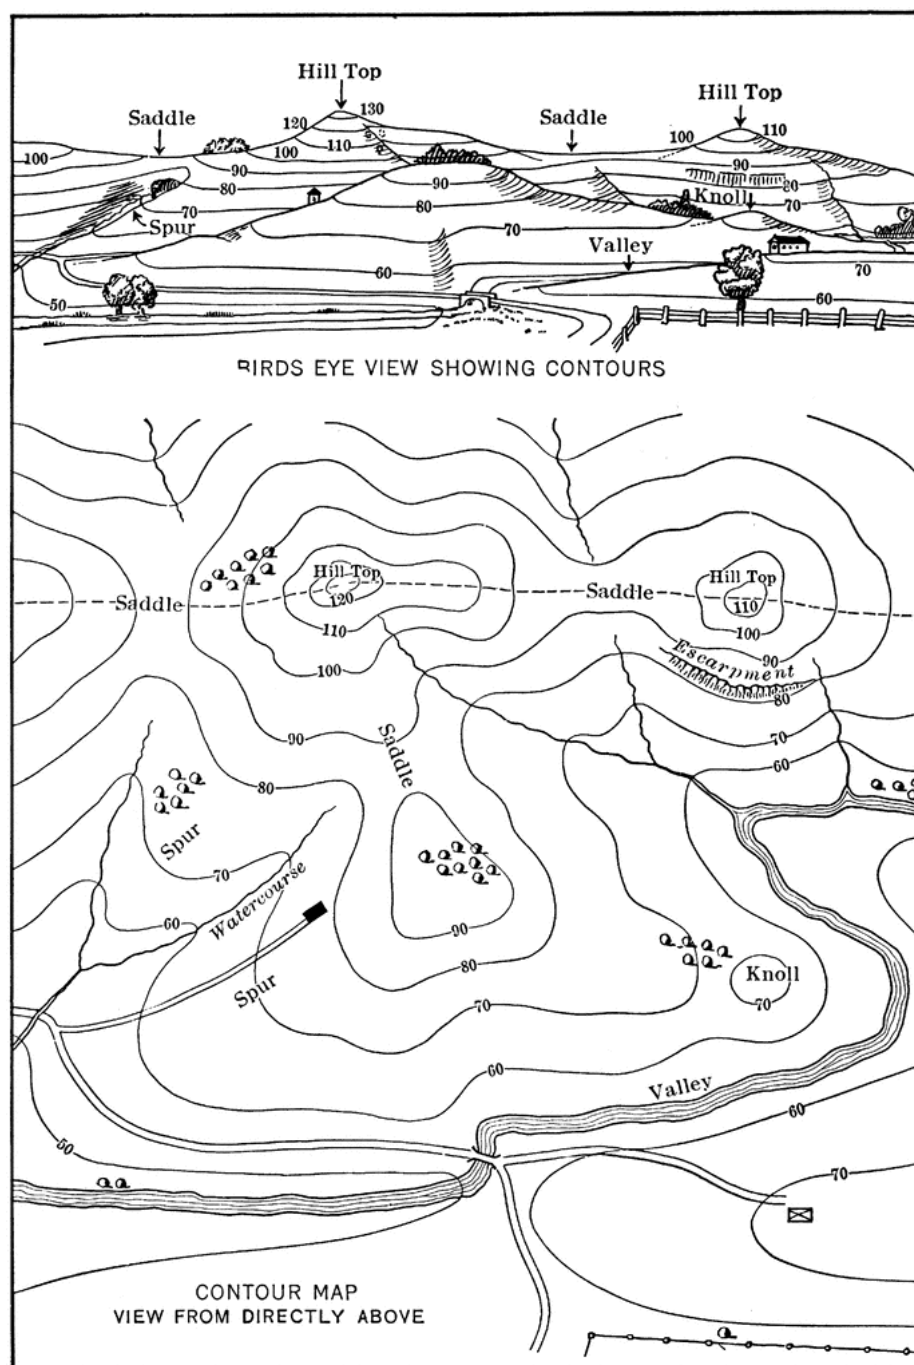 Hill Top
Hill Top
Saddle
120
130
Saddle
100
110
100
90
100
110
90
80
80
90
80
Knoll
70
Spur
80
70
70
Valley
60
70
50
60
BIRDS EYE VIEW SHOWING CONTOURS
Hill Top
Hill Top
Saddle
120
Saddle
110
110
100
Escarpment
90
100
80
90
Saddle
70
60
80
Spur
70
Watercourse
60
90
80
Knoll
Spur
70
70
60
Valley
60
50
70
CONTOUR MAP
VIEW FROM DIRECTLY ABOVE